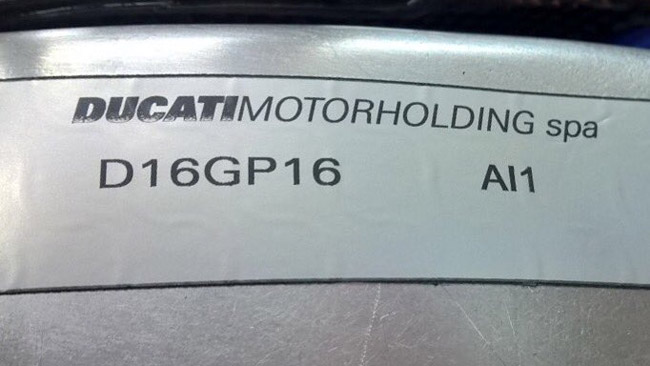 DUCATIMOTORHOLDING spa
D16GP16 AI1